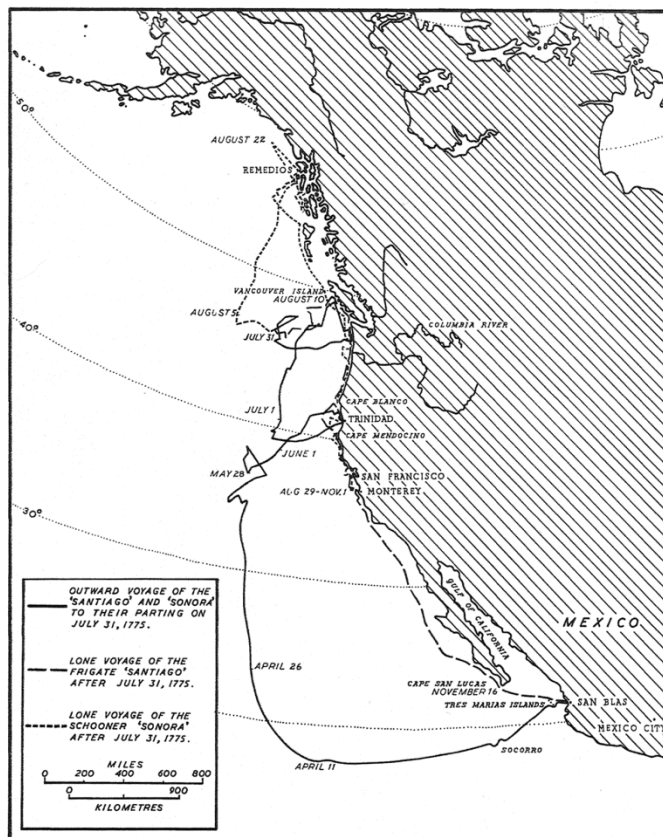 50º
AUGUST 22
REMEDIOS
VANCOUVER ISLAND
AUGUST 10
AUGUST 5
COLUMBIA RIVER
40º
JULY 31
CAPE BLANCO
JULY 1
TRINIDAD
CAPE MENDOCINO
JUNE 1
MAY 28
SAN FRANCISCO
AUG 29-NOV.1
MONTEREY
30º
GULF OF CALIFORNIA
MEXICO
OUTWARD VOYAGE OF THE
'SANTIAGO' AND 'SONORA'
TO THEIR PARTING ON
JULY 31, 1775.
LONE VOYAGE OF THE
FRIGATE 'SANTIAGO'
AFTER JULY 31, 1775.
LONE VOYAGE OF THE
SCHOONER 'SONORA'
AFTER JULY 31, 1775.
MILES
0 200 400 600 800
0 900
KILOMETRES
APRIL 26
CAPE SAN LUCAS
NOVEMBER 16
TRES MARIAS ISLANDS
SAN BLAS
MEXICO CITY
SOCORRO
APRIL 11